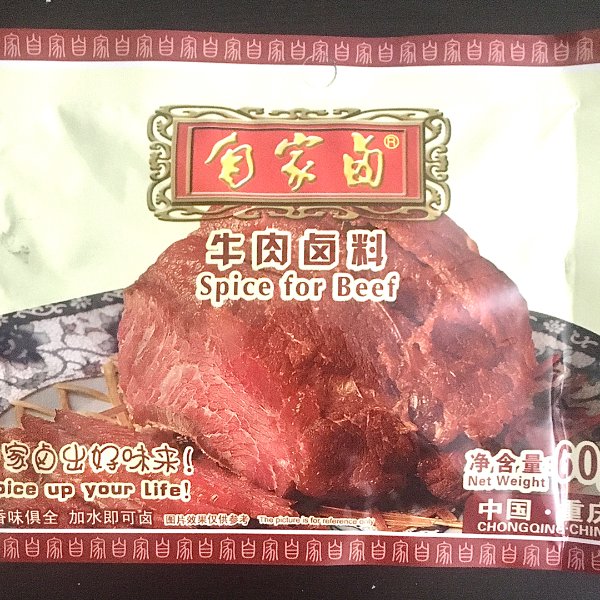 自家卤®
牛肉卤料
Spice for Beef
家卤出好味来!
pice up your Life!
净含量: 60
Net Weight
香味俱全 加水即可卤
图片效果仅供参考 The picture is for reference only
中国·重庆
CHONGQING·CHIN